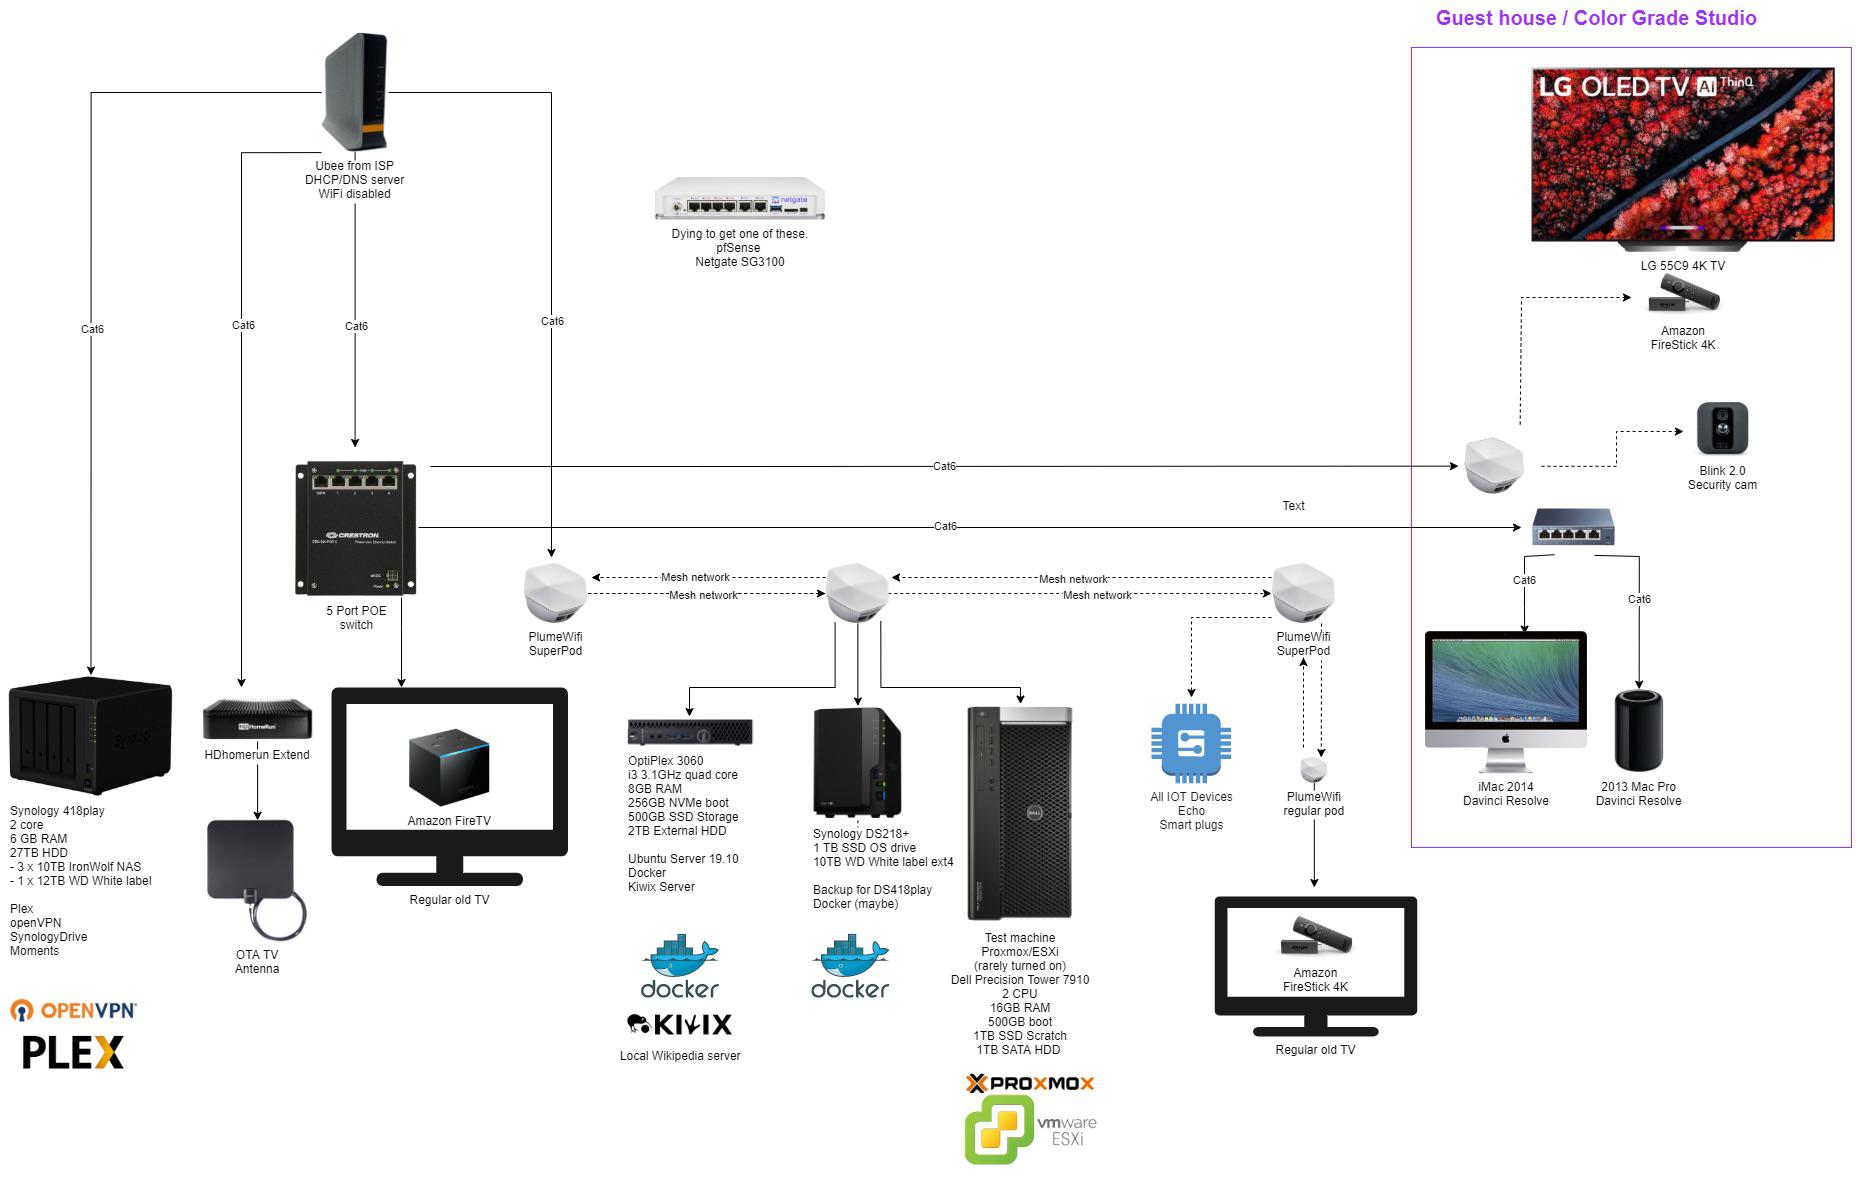 Guest house / Color Grade Studio
LG OLED TV AI ThinQ
LG 55C9 4K TV
Amazon
FireStick 4K
Blink 2.0
Security cam
Ubee from ISP
DHCP/DNS server
WiFi disabled
netgate
Dying to get one of these.
pfSense
Netgate SG3100
Cat6
Cat6
Cat6
Cat6
Cat6
Cat6
Text
CRESTRON
5 Port POE
switch
Mesh network
Mesh network
Mesh network
Mesh network
PlumeWifi
SuperPod
PlumeWifi
SuperPod
Cat6
Cat6
iMac 2014
Davinci Resolve
2013 Mac Pro
Davinci Resolve
Synology
Synology 418play
2 core
6 GB RAM
27TB HDD
- 3 x 10TB IronWolf NAS
- 1 x 12TB WD White label
Plex
openVPN
SynologyDrive
Moments
OPENVPN
PLEX
HDHomeRun
HDhomerun Extend
OTA TV
Antenna
Amazon FireTV
Regular old TV
OptiPlex 3060
i3 3.1GHz quad core
8GB RAM
256GB NVMe boot
500GB SSD Storage
2TB External HDD
Ubuntu Server 19.10
Docker
Kiwix Server
docker
KIWIX
Local Wikipedia server
Synology DS218+
1 TB SSD OS drive
10TB WD White label ext4
Backup for DS418play
Docker (maybe)
docker
DELL
Test machine
Proxmox/ESXi
(rarely turned on)
Dell Precision Tower 7910
2 CPU
16GB RAM
500GB boot
1TB SSD Scratch
1TB SATA HDD
PROXMOX
vmware
ESXi
All IOT Devices
Echo
Smart plugs
PlumeWifi
regular pod
Amazon
FireStick 4K
Regular old TV